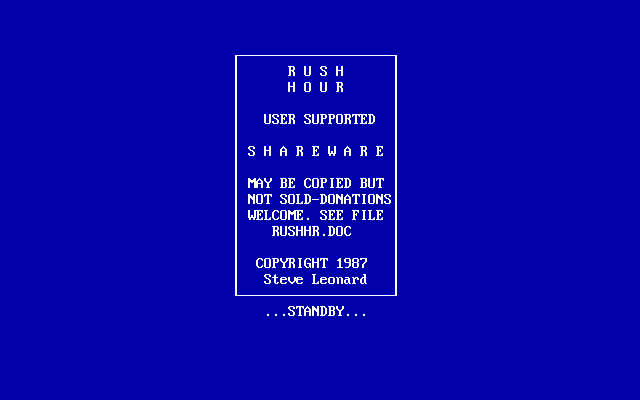 R U S H
H O U R
USER SUPPORTED
S H A R E W A R E
MAY BE COPIED BUT
NOT SOLD-DONATIONS
WELCOME. SEE FILE
RUSHHR.DOC
COPYRIGHT 1987
Steve Leonard
...STANDBY...